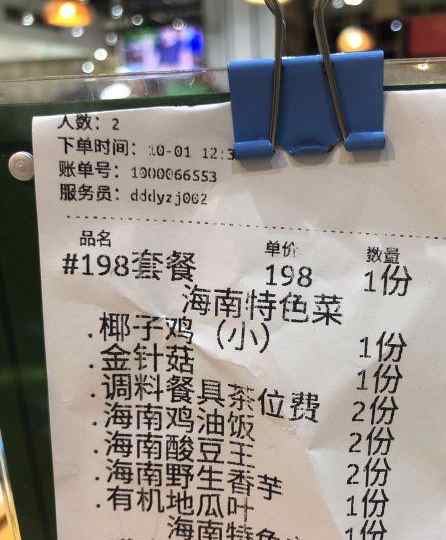 人数: 2
下单时间: 10-01 12:3
账单号: 1000066553
服务员: dddyzj002
品名 单价 数量
#198套餐 198 1份
海南特色菜
.椰子鸡（小） 1份
.金针菇 1份
.调料餐具茶位费 2份
.海南鸡油饭 2份
.海南酸豆王 2份
.海南野生香芋 1份
.有机地瓜叶 1份
海南特色